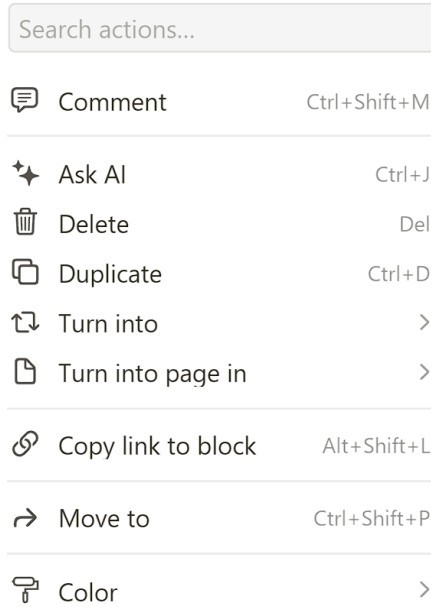 Search actions...
Comment Ctrl+Shift+M
Ask AI Ctrl+J
Delete Del
Duplicate Ctrl+D
Turn into
Turn into page in
Copy link to block Alt+Shift+L
Move to Ctrl+Shift+P
Color